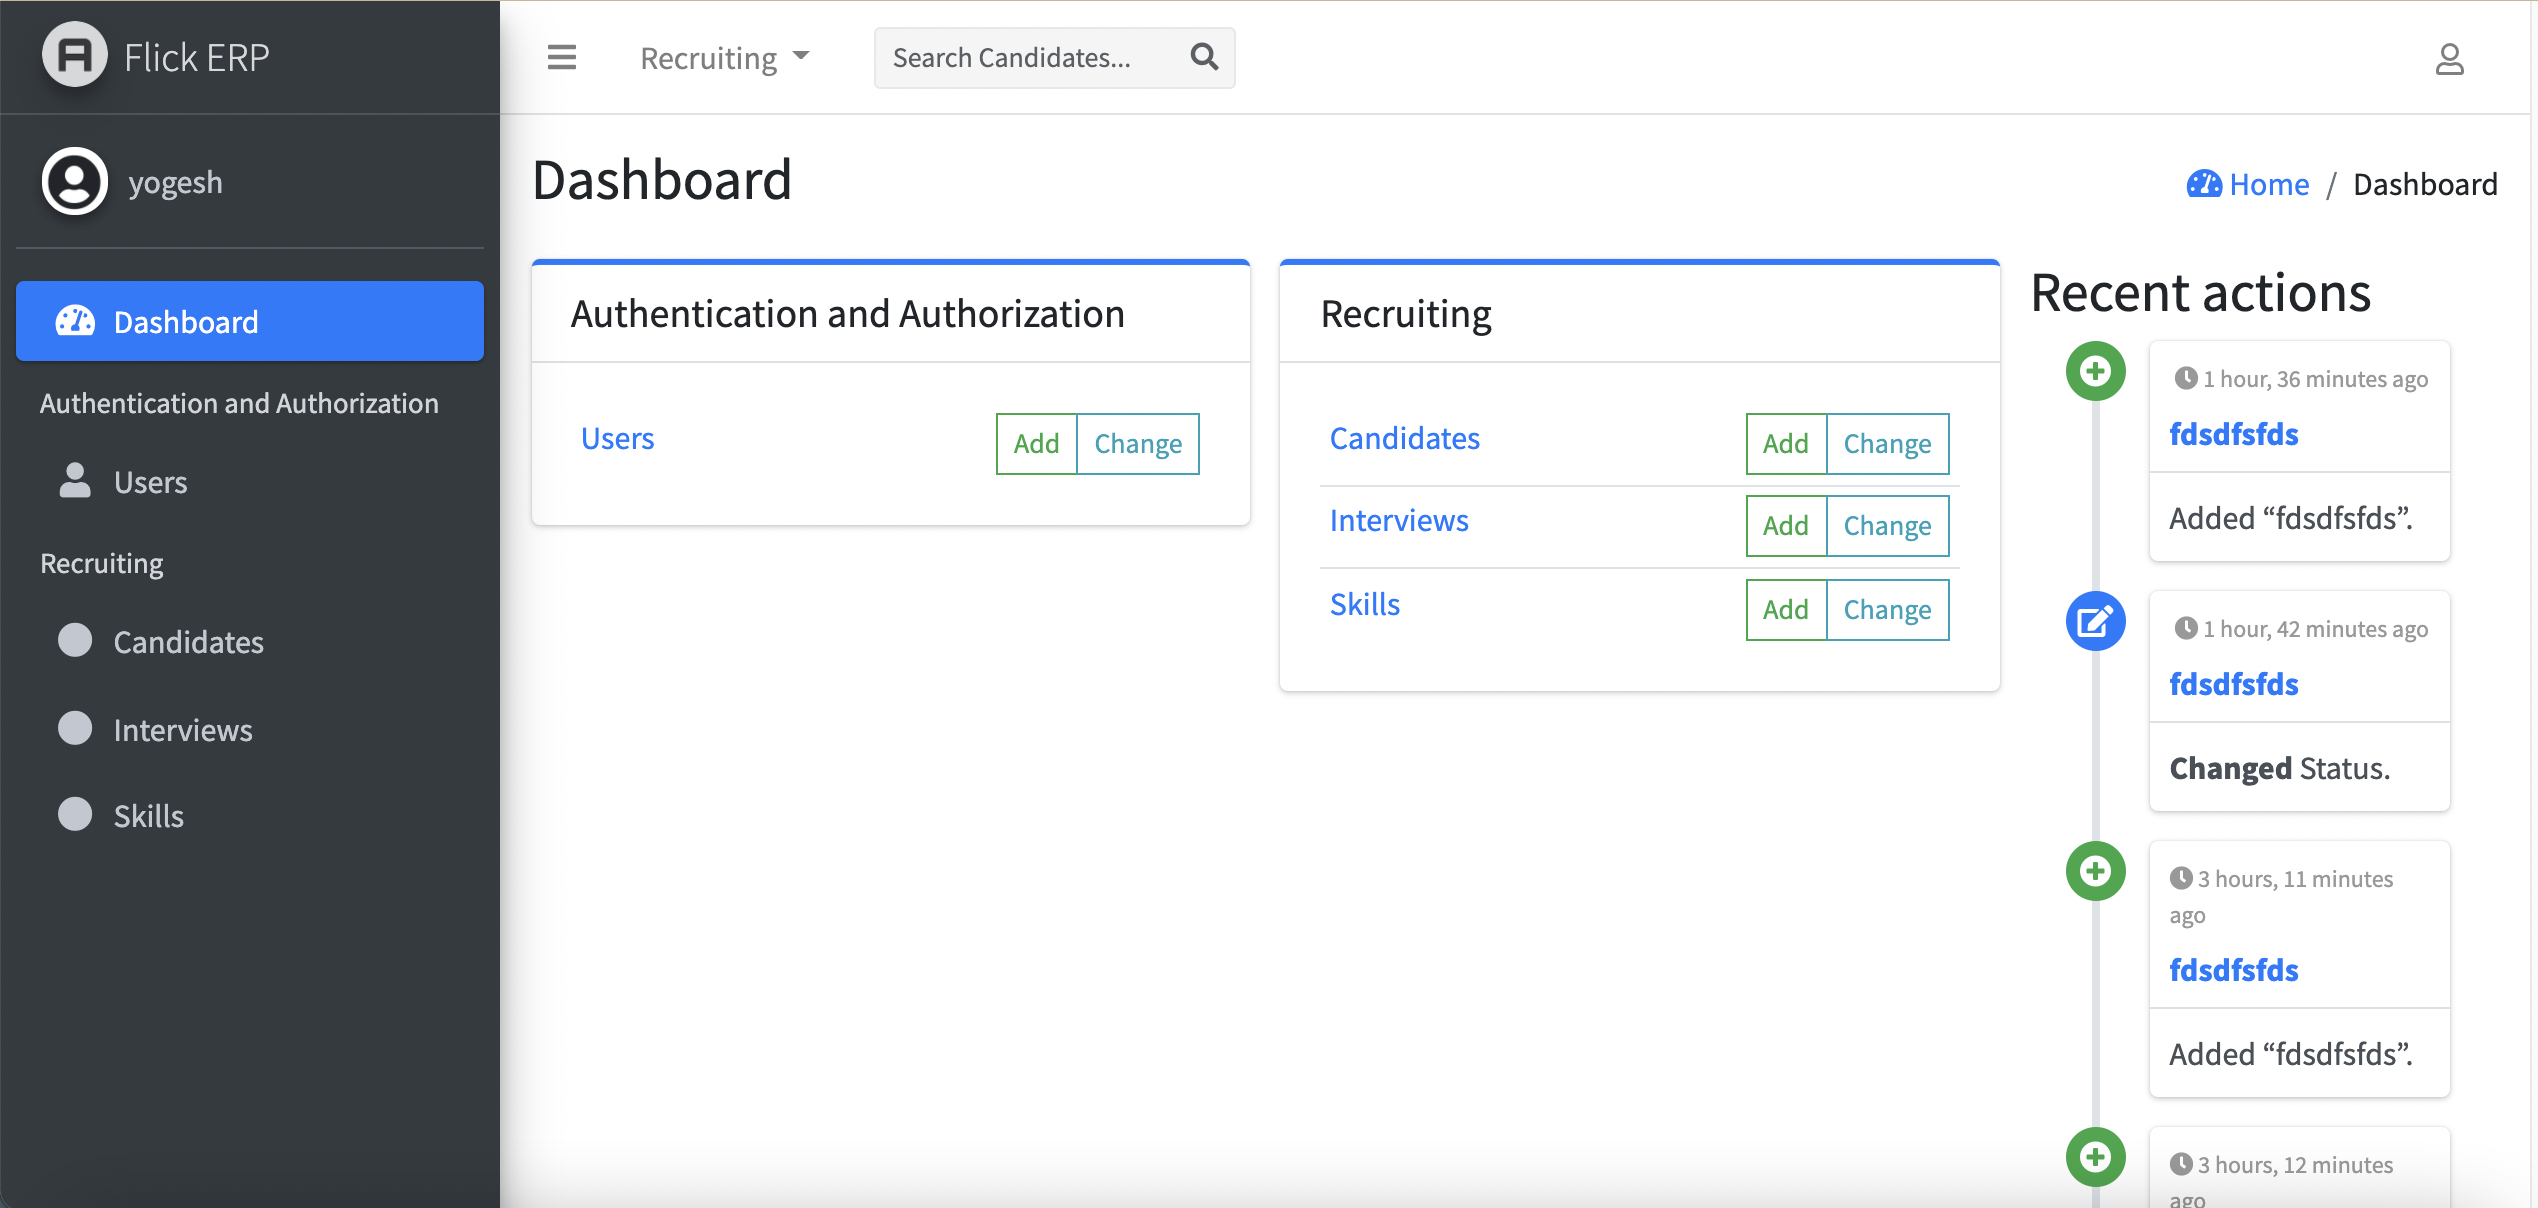 Flick ERP
Recruiting
Search Candidates...
yogesh
Dashboard
Authentication and Authorization
Users
Recruiting
Candidates
Interviews
Skills
Dashboard
Home / Dashboard
Authentication and Authorization
Users Add Change
Recruiting
Candidates Add Change
Interviews Add Change
Skills Add Change
Recent actions
1 hour, 36 minutes ago
fdsdfsfds
Added “fdsdfsfds”.
1 hour, 42 minutes ago
fdsdfsfds
Changed Status.
3 hours, 11 minutes
ago
fdsdfsfds
Added “fdsdfsfds”.
3 hours, 12 minutes
ago